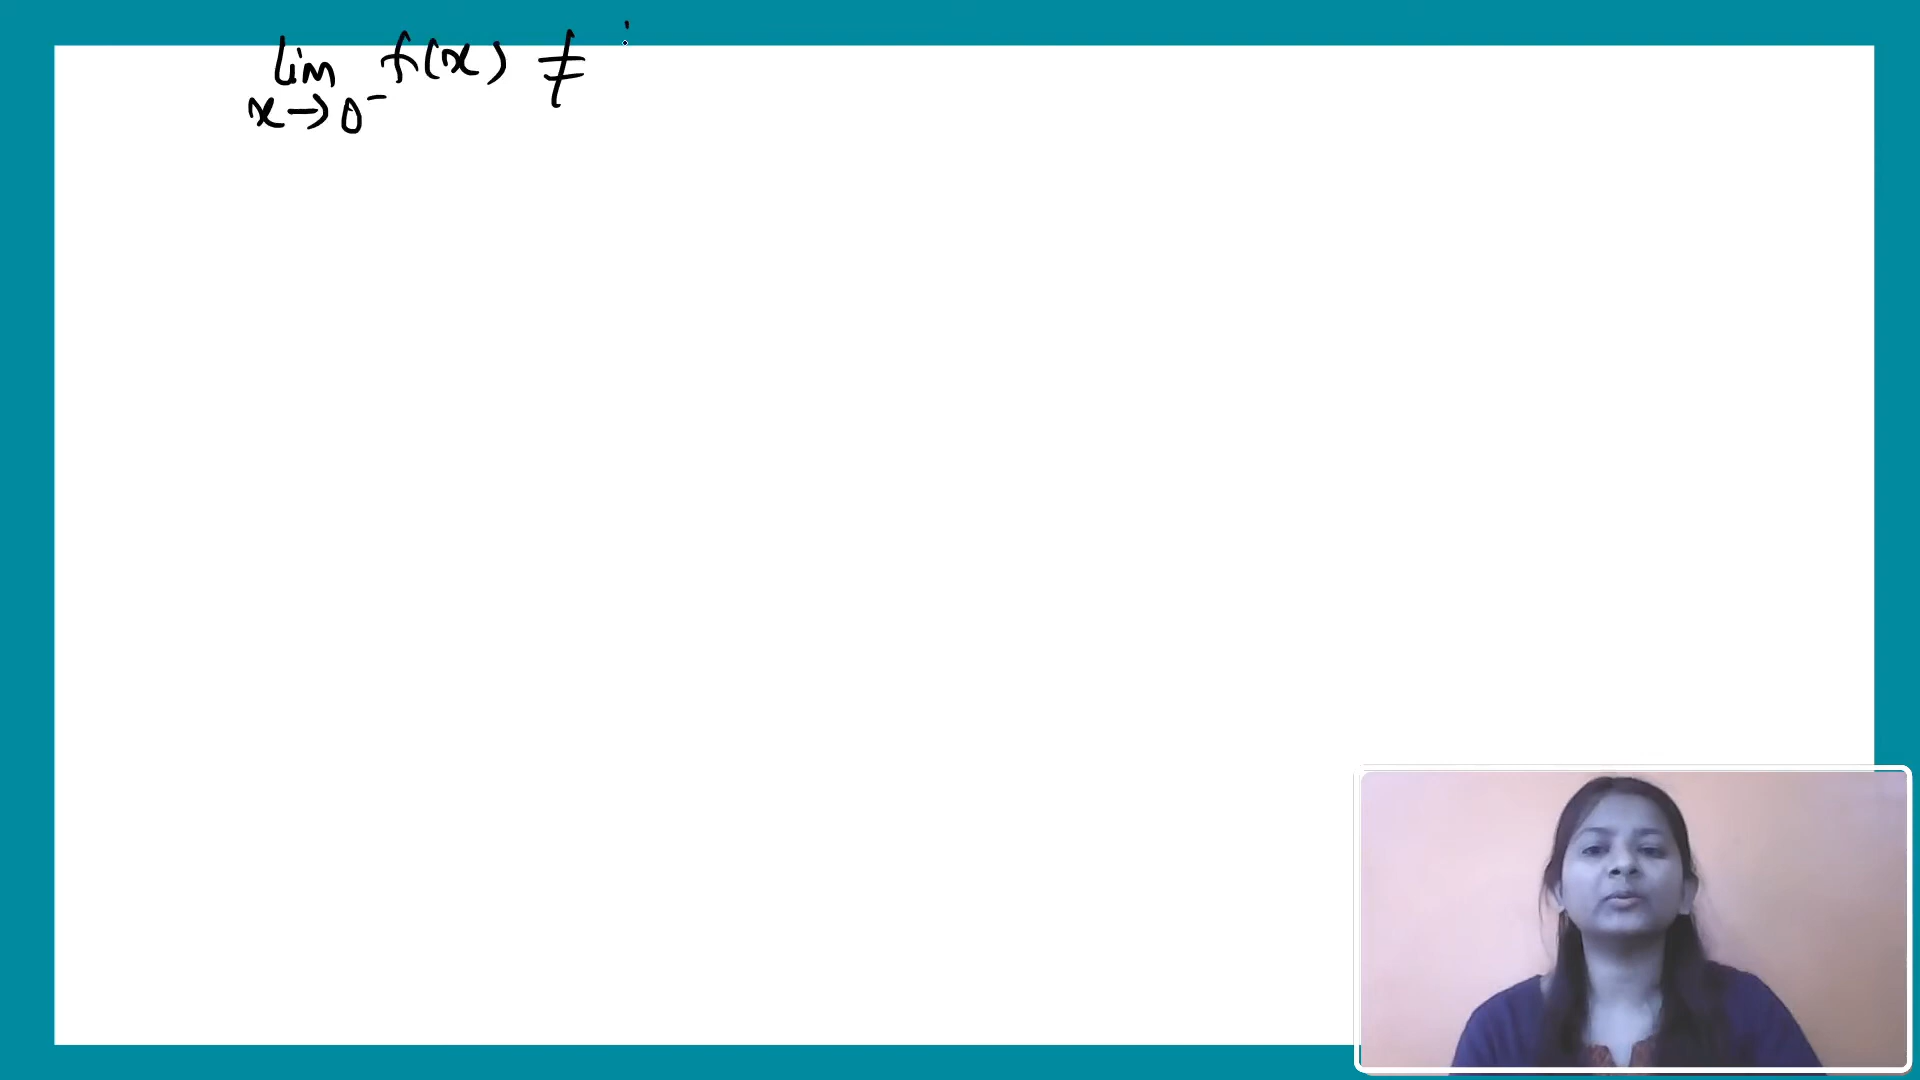 lim f(x) ≠
x→0⁻